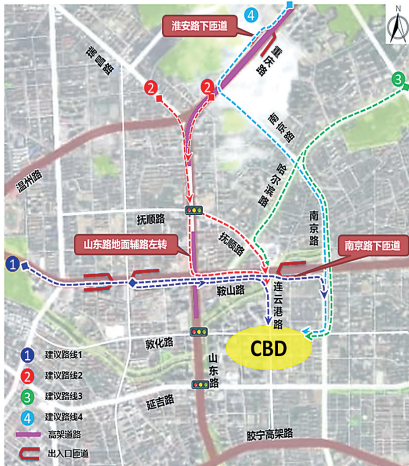 淮安路下匝道
4
N
重庆路
2
2
3
温州路
哈尔滨路
南京路
抚顺路
抚顺路
山东路地面辅路左转
南京路下匝道
1
鞍山路
连云港路
敦化路
CBD
山东路
延吉路
胶宁高架路
1 建议路线1
2 建议路线2
3 建议路线3
4 建议路线4
高架道路
出入口匝道